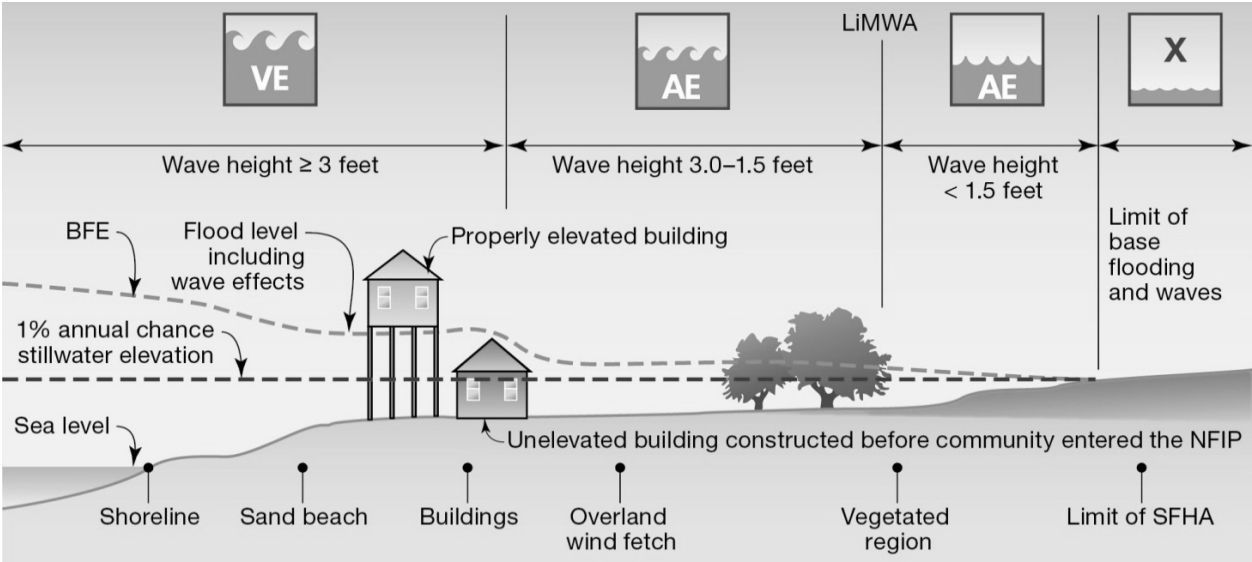 LiMWA
VE
AE
AE
X
Wave height ≥ 3 feet
Wave height 3.0–1.5 feet
Wave height
< 1.5 feet
BFE
Flood level
including
wave effects
Properly elevated building
Limit of
base
flooding
and waves
1% annual chance
stillwater elevation
Sea level
Unelevated building constructed before community entered the NFIP
Shoreline
Sand beach
Buildings
Overland
wind fetch
Vegetated
region
Limit of SFHA